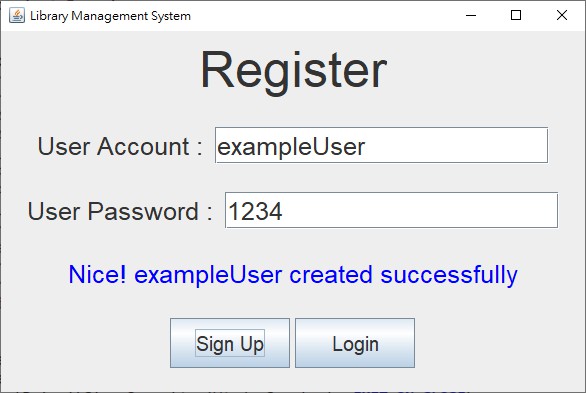 Library Management System
Register
User Account : exampleUser
User Password : 1234
Nice! exampleUser created successfully
Sign Up Login